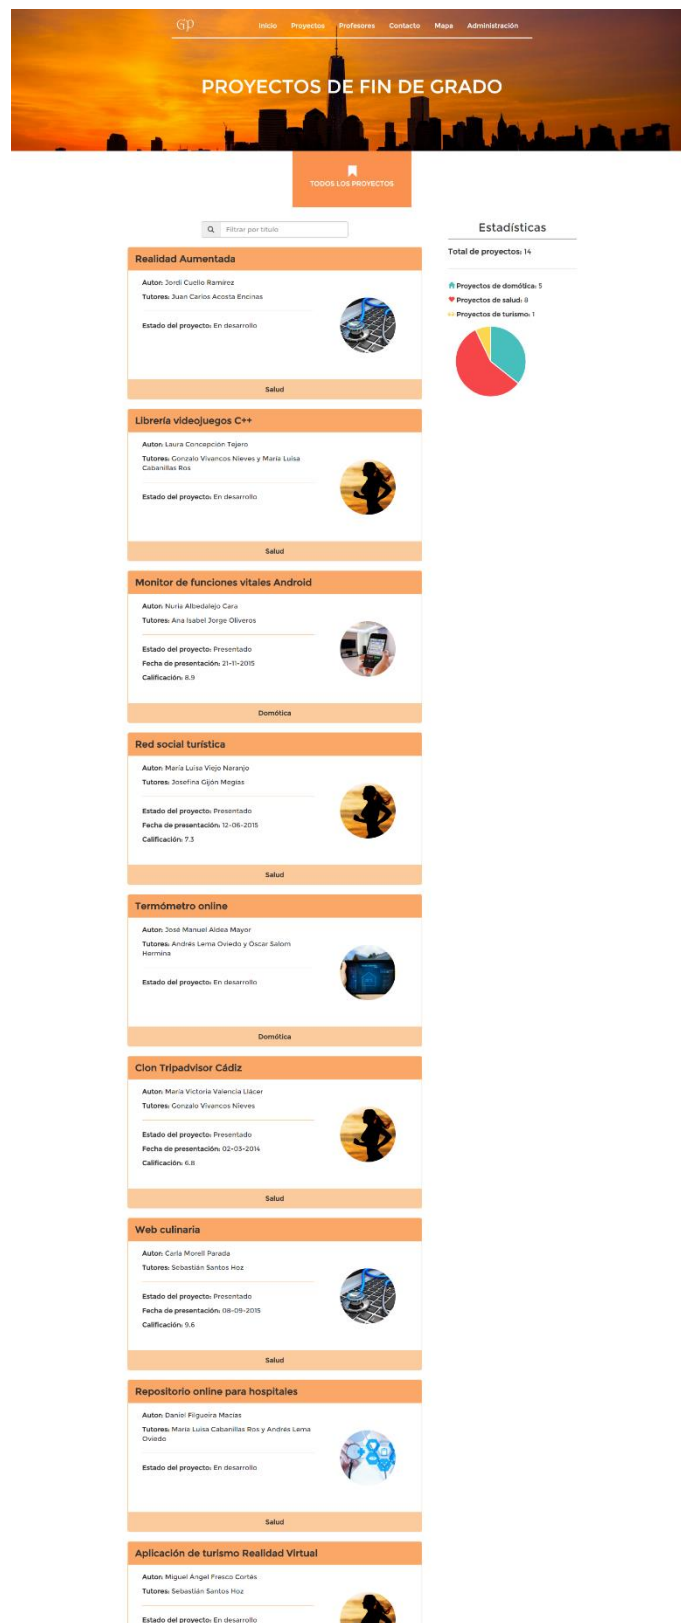 GP
Inicio Proyectos Profesores Contacto Mapa Administración
PROYECTOS DE FIN DE GRADO
TODOS LOS PROYECTOS
Filtrar por título
Realidad Aumentada
Autor: Jordi Cuello Ramírez
Tutores: Juan Carlos Acosta Encinas
Estado del proyecto: En desarrollo
Salud
Librería videojuegos C++
Autor: Laura Concepción Tejero
Tutores: Gonzalo Vivancos Nieves y María Luisa
Cabanillas Ros
Estado del proyecto: En desarrollo
Salud
Monitor de funciones vitales Android
Autor: Nuria Albedalejo Cara
Tutores: Ana Isabel Jorge Oliveros
Estado del proyecto: Presentado
Fecha de presentación: 21-11-2015
Calificación: 8.9
Domótica
Red social turística
Autor: María Luisa Viejo Naranjo
Tutores: Josefina Gijón Megías
Estado del proyecto: Presentado
Fecha de presentación: 12-06-2015
Calificación: 7.3
Salud
Termómetro online
Autor: José Manuel Aldea Mayor
Tutores: Andrés Lema Oviedo y Óscar Salom
Hermina
Estado del proyecto: En desarrollo
Domótica
Clon Tripadvisor Cádiz
Autor: María Victoria Valencia Llácer
Tutores: Gonzalo Vivancos Nieves
Estado del proyecto: Presentado
Fecha de presentación: 02-03-2014
Calificación: 6.8
Salud
Web culinaria
Autor: Carla Morell Parada
Tutores: Sebastián Santos Hoz
Estado del proyecto: Presentado
Fecha de presentación: 08-09-2015
Calificación: 9.6
Salud
Repositorio online para hospitales
Autor: Daniel Filgueira Macías
Tutores: María Luisa Cabanillas Ros y Andrés Lema
Oviedo
Estado del proyecto: En desarrollo
Salud
Aplicación de turismo Realidad Virtual
Autor: Miguel Ángel Fresco Cortés
Tutores: Sebastián Santos Hoz
Estado del proyecto: En desarrollo
Estadísticas
Total de proyectos: 14
Proyectos de domótica: 5
Proyectos de salud: 8
Proyectos de turismo: 1